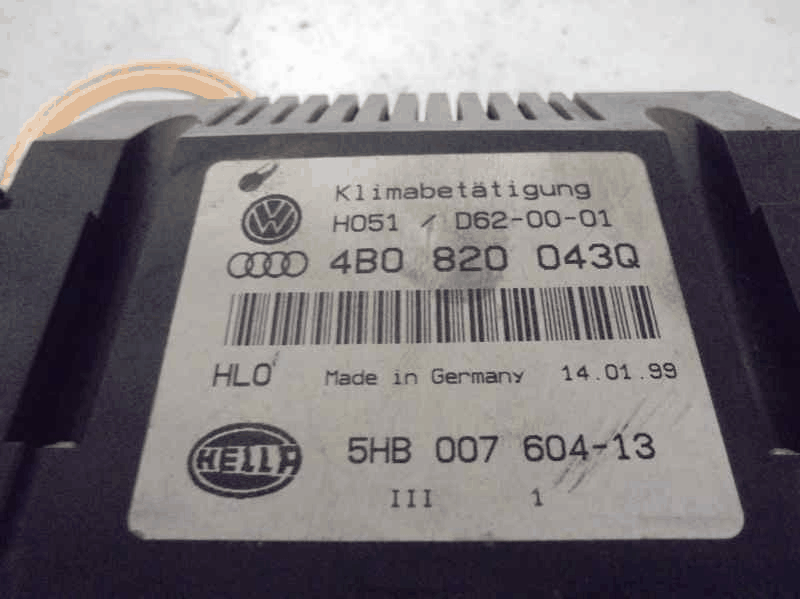 Klimabetätigung
H051 / D62-00-01
4B0 820 043Q
HLO Made in Germany 14.01.99
HELLA 5HB 007 604-13
III 1